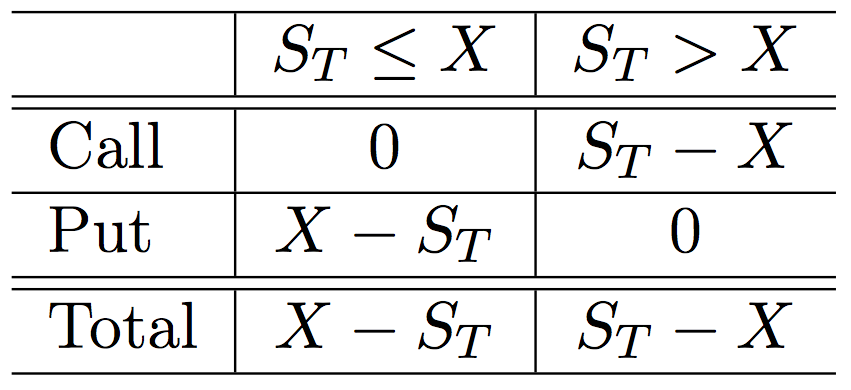 S_T ≤ X S_T > X
Call 0 S_T − X
Put X − S_T 0
Total X − S_T S_T − X